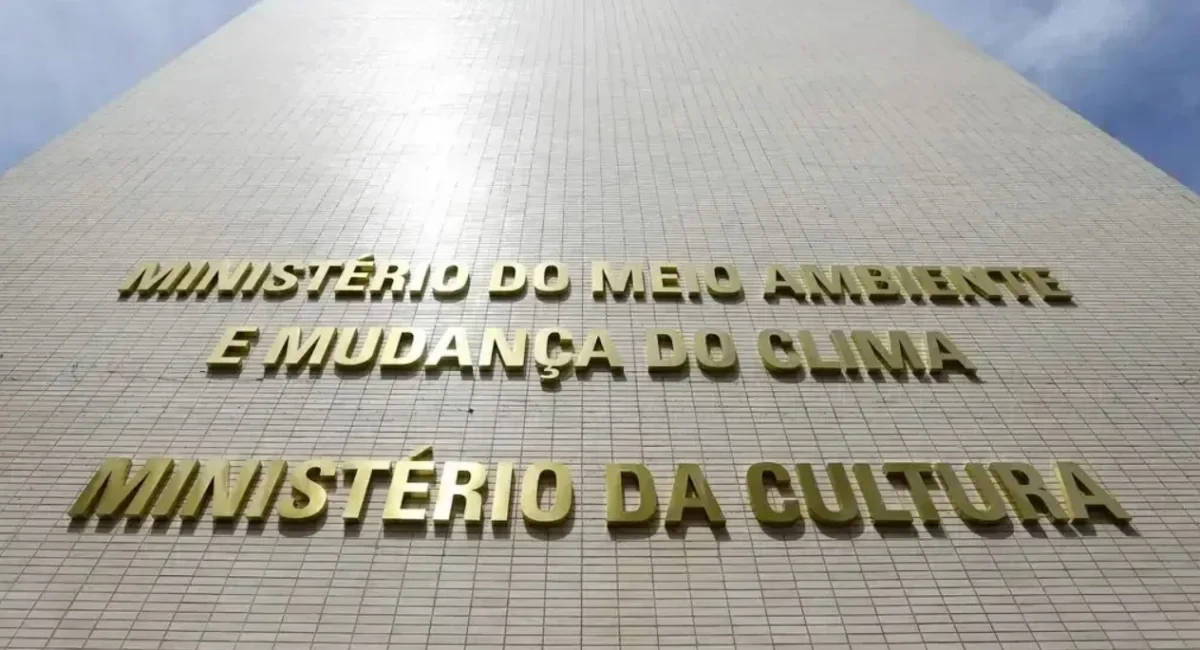 MINISTÉRIO DO MEIO AMBIENTE
E MUDANÇA DO CLIMA
MINISTÉRIO DA CULTURA